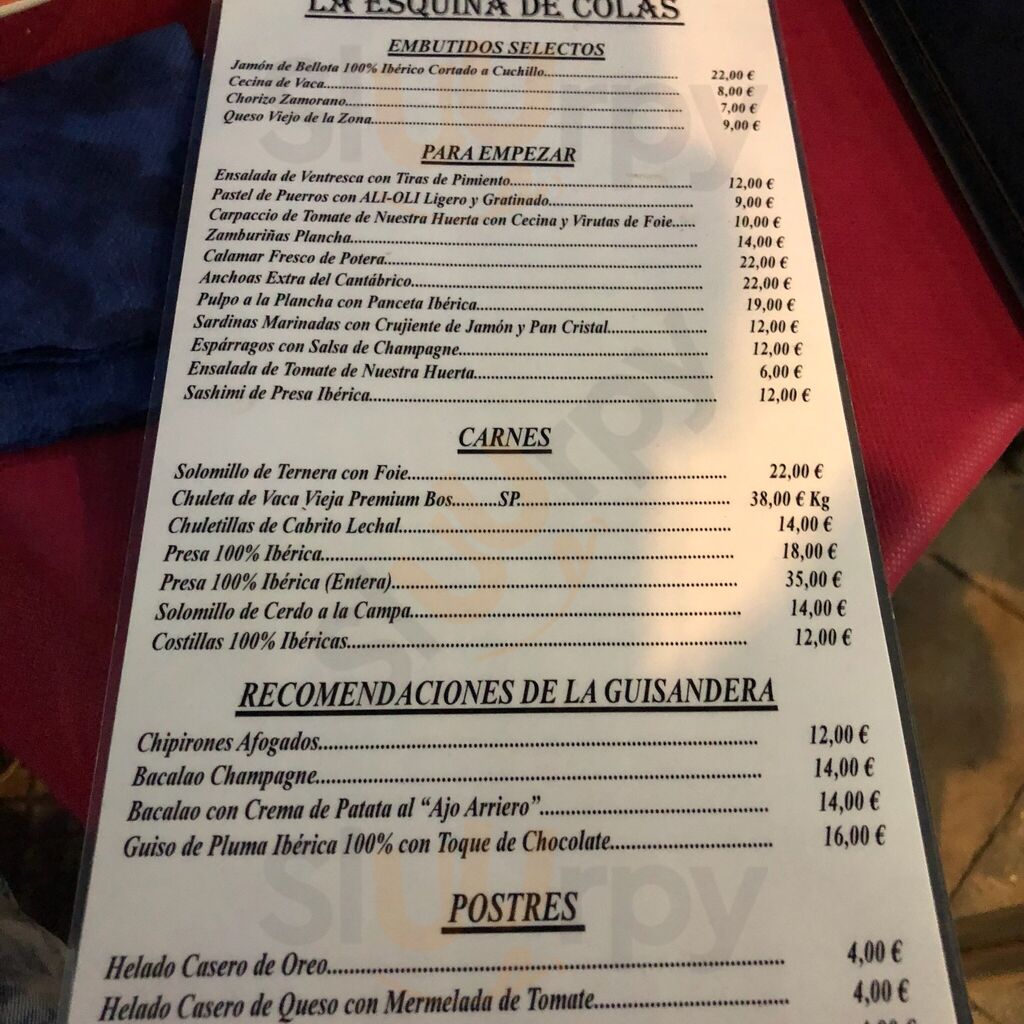 LA ESQUINA DE COLAS
EMBUTIDOS SELECTOS
Jamón de Bellota 100% Ibérico Cortado a Cuchillo.................................. 22,00 €
Cecina de Vaca.................................. 8,00 €
Chorizo Zamorano.................................. 7,00 €
Queso Viejo de la Zona.................................. 9,00 €
PARA EMPEZAR
Ensalada de Ventresca con Tiras de Pimiento.................................. 12,00 €
Pastel de Puerros con ALI-OLI Ligero y Gratinado.................................. 9,00 €
Carpaccio de Tomate de Nuestra Huerta con Cecina y Virutas de Foie...... 10,00 €
Zamburiñas Plancha.................................. 14,00 €
Calamar Fresco de Potera.................................. 22,00 €
Anchoas Extra del Cantábrico.................................. 22,00 €
Pulpo a la Plancha con Panceta Ibérica.................................. 19,00 €
Sardinas Marinadas con Crujiente de Jamón y Pan Cristal.................................. 12,00 €
Espárragos con Salsa de Champagne.................................. 12,00 €
Ensalada de Tomate de Nuestra Huerta.................................. 6,00 €
Sashimi de Presa Ibérica.................................. 12,00 €
CARNES
Solomillo de Ternera con Foie.................................. 22,00 €
Chuleta de Vaca Vieja Premium Bos..........SP.................................. 38,00 € Kg
Chuletillas de Cabrito Lechal.................................. 14,00 €
Presa 100% Ibérica.................................. 18,00 €
Presa 100% Ibérica (Entera).................................. 35,00 €
Solomillo de Cerdo a la Campa.................................. 14,00 €
Costillas 100% Ibéricas.................................. 12,00 €
RECOMENDACIONES DE LA GUISANDERA
Chipirones Afogados.................................. 12,00 €
Bacalao Champagne.................................. 14,00 €
Bacalao con Crema de Patata al “Ajo Arriero”.................................. 14,00 €
Guiso de Pluma Ibérica 100% con Toque de Chocolate.................................. 16,00 €
POSTRES
Helado Casero de Oreo.................................. 4,00 €
Helado Casero de Queso con Mermelada de Tomate.................................. 4,00 €